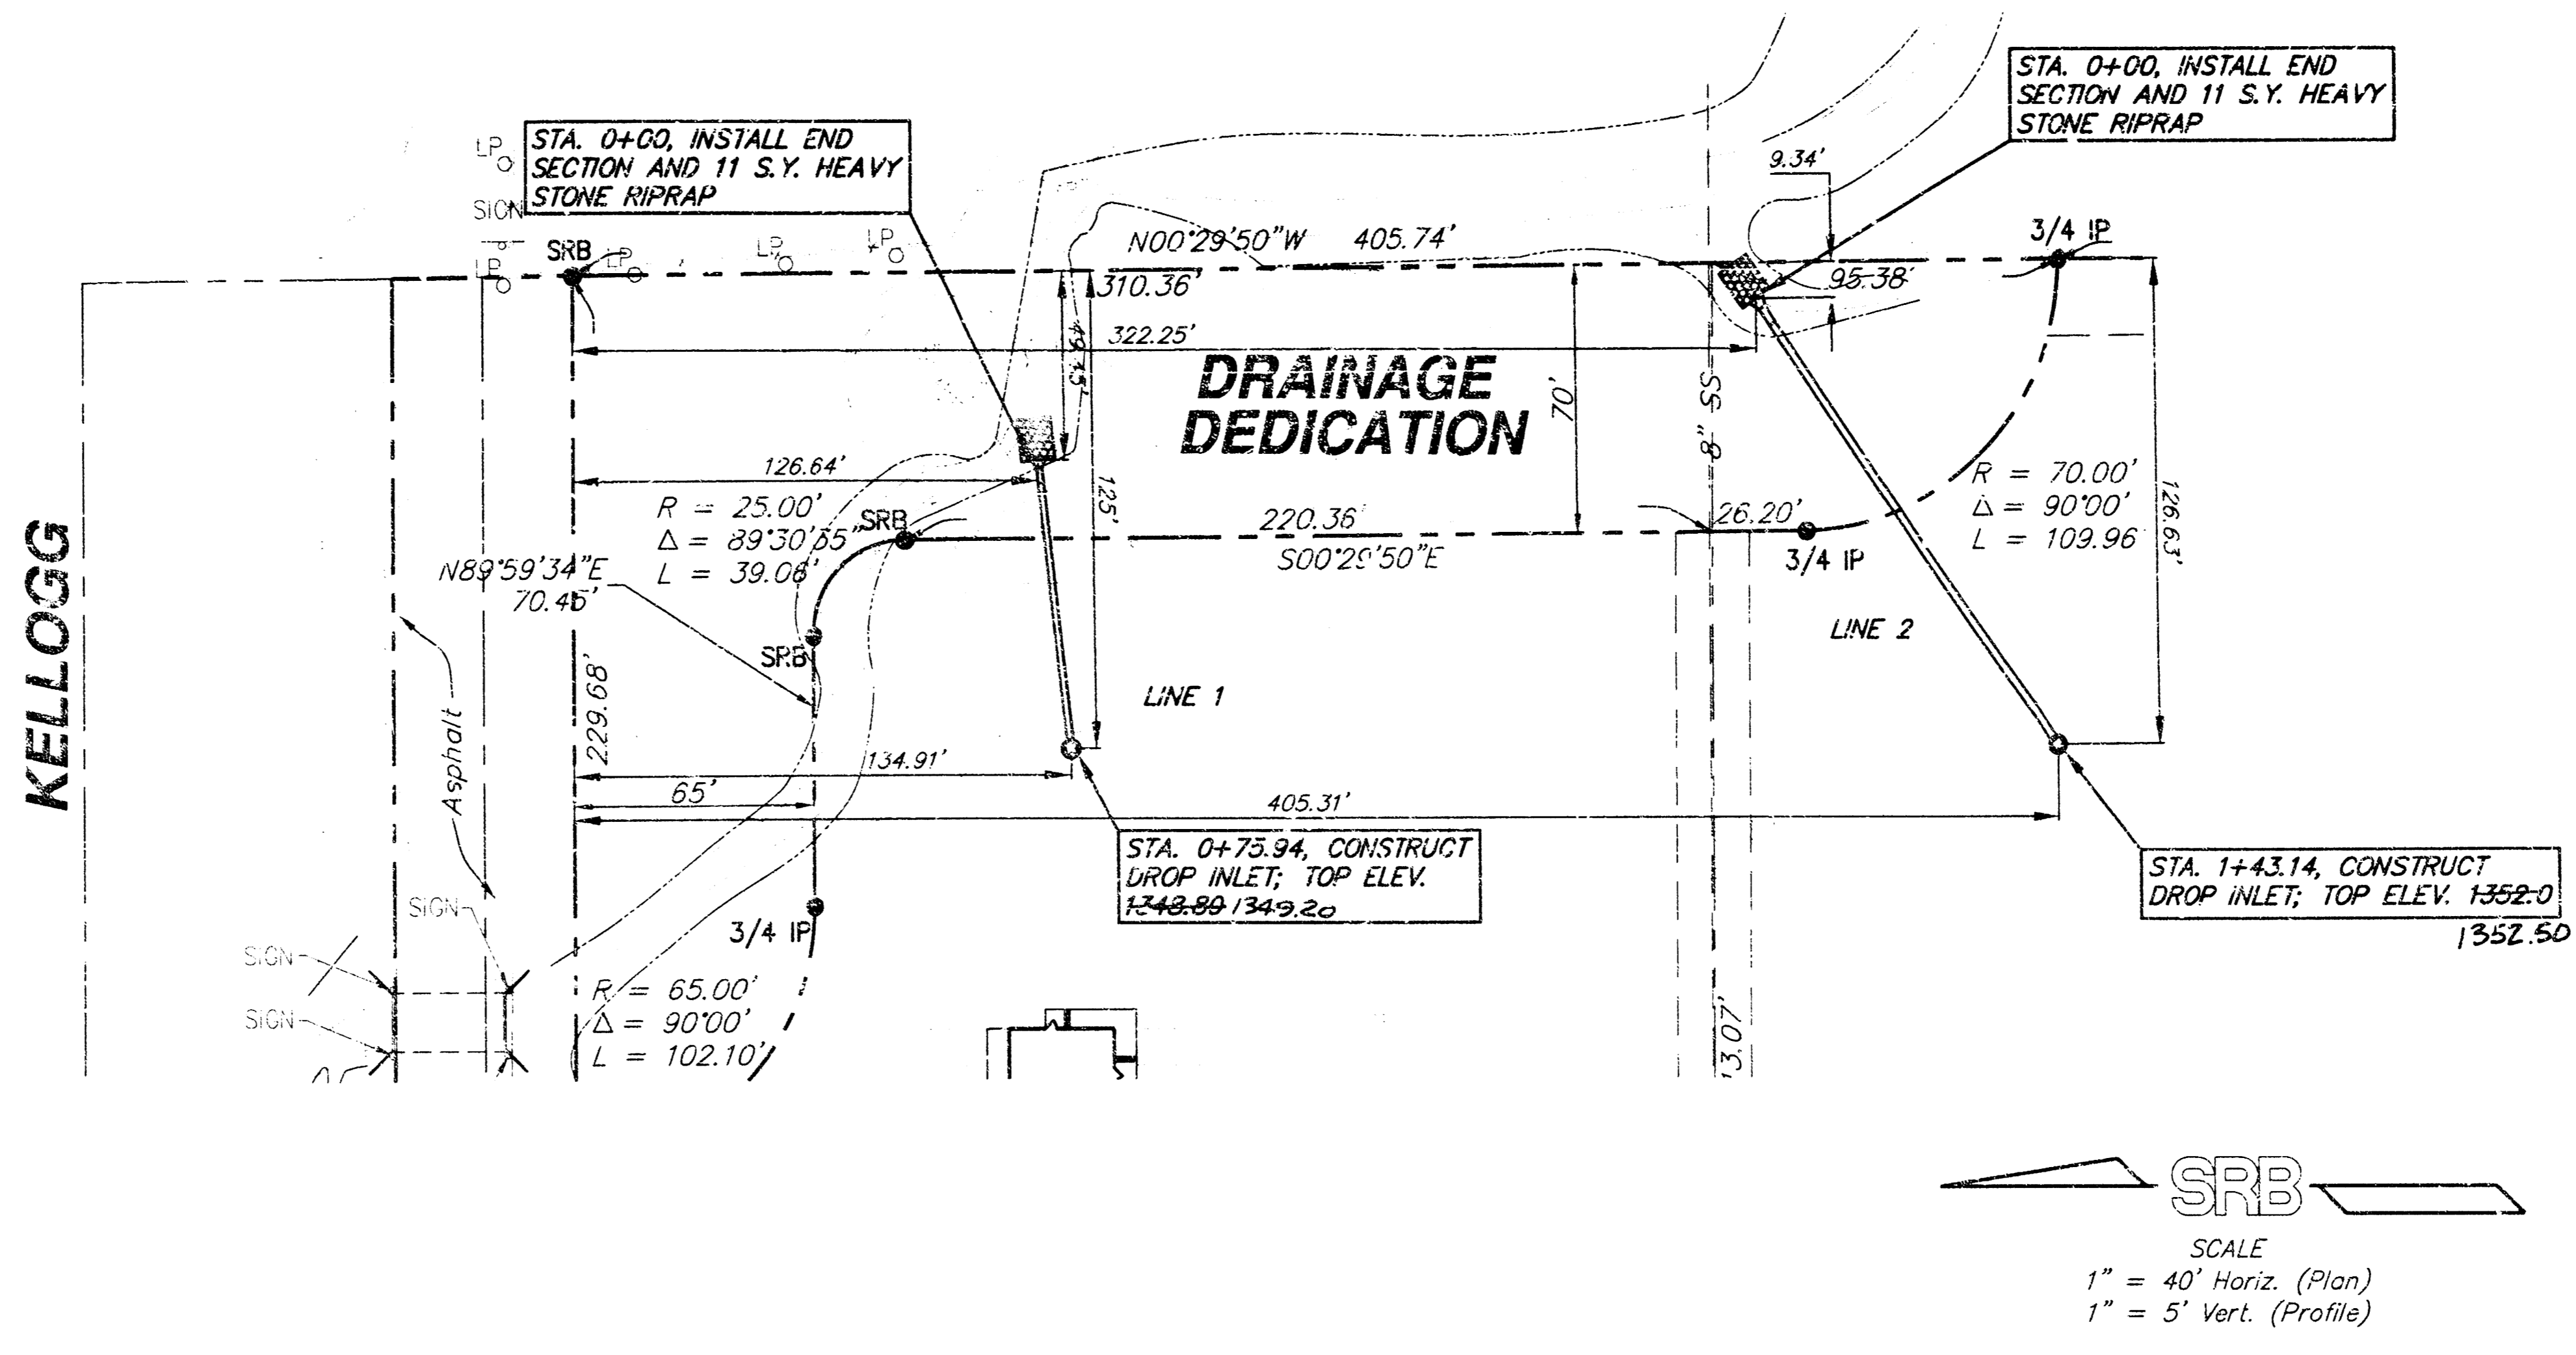 STA. 0+00, INSTALL END
SECTION AND 11 S.Y. HEAVY
STONE RIPRAP
STA. 0+00, INSTALL END
SECTION AND 11 S.Y. HEAVY
STONE RIPRAP
LP
SIGN
LP
SRB
LP
LP
LP
N00°29'50"W 405.74'
9.34'
3/4 IP
310.36'
95.38'
322.25'
49.45'
DRAINAGE
DEDICATION
70'
SS 8"
126.64'
125'
R = 25.00'
Δ = 89°30'35"
L = 39.06'
SRB
220.36'
S00°29'50"E
26.20'
3/4 IP
R = 70.00'
Δ = 90°00'
L = 109.96'
126.63'
KELLOGG
N89°59'34"E
70.45'
SRB
LINE 1
LINE 2
229.68'
Asphalt
134.91'
65'
405.31'
STA. 0+75.94, CONSTRUCT
DROP INLET; TOP ELEV.
1348.89 1349.20
STA. 1+43.14, CONSTRUCT
DROP INLET; TOP ELEV. 1352.0
1352.50
SIGN
3/4 IP
SIGN
SIGN
R = 65.00'
Δ = 90°00'
L = 102.10'
13.07'
SRB
SCALE
1" = 40' Horiz. (Plan)
1" = 5' Vert. (Profile)